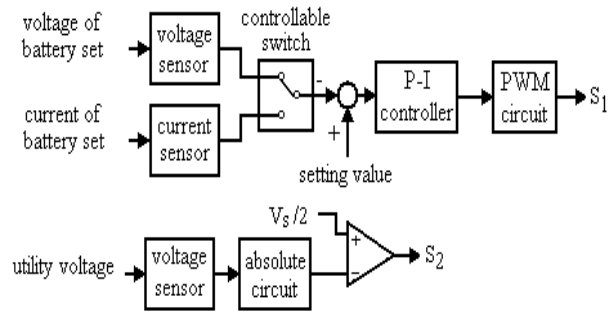 voltage of
battery set
voltage
sensor
controllable
switch
-
+
P-I
controller
PWM
circuit
S1
current of
battery set
current
sensor
setting value
Vs/2
+
−
S2
utility voltage
voltage
sensor
absolute
circuit